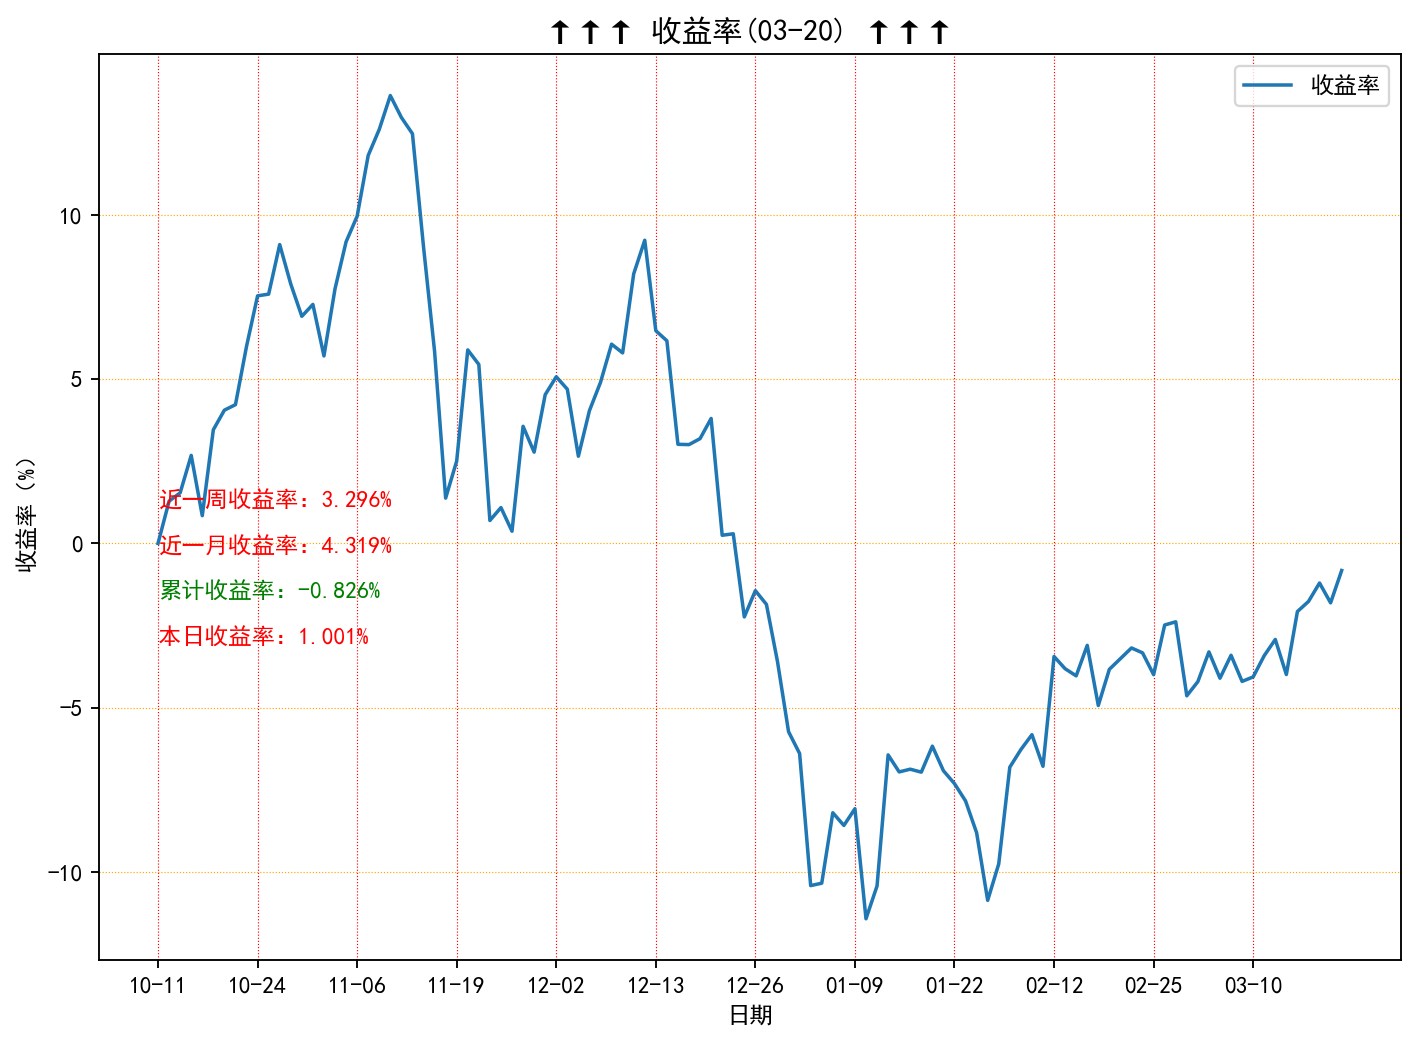 ↑↑↑ 收益率(03-20) ↑↑↑
收益率
10
5
0
-5
-10
收益率 (%)
近一周收益率: 3.296%
近一月收益率: 4.319%
累计收益率: -0.826%
本日收益率: 1.001%
10-11 10-24 11-06 11-19 12-02 12-13 12-26 01-09 01-22 02-12 02-25 03-10
日期